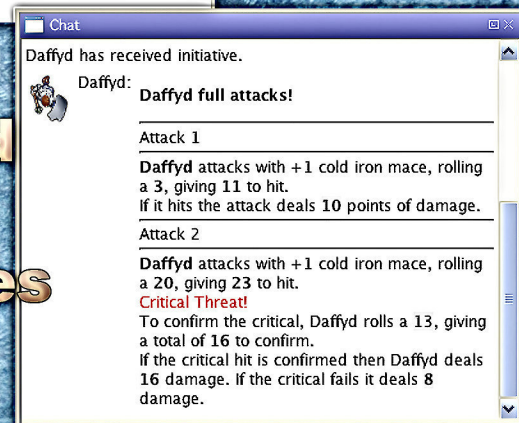 Chat
Daffyd has received initiative.
Daffyd:
Daffyd full attacks!
Attack 1
Daffyd attacks with +1 cold iron mace, rolling
a 3, giving 11 to hit.
If it hits the attack deals 10 points of damage.
Attack 2
Daffyd attacks with +1 cold iron mace, rolling
a 20, giving 23 to hit.
Critical Threat!
To confirm the critical, Daffyd rolls a 13, giving
a total of 16 to confirm.
If the critical hit is confirmed then Daffyd deals
16 damage. If the critical fails it deals 8
damage.
es